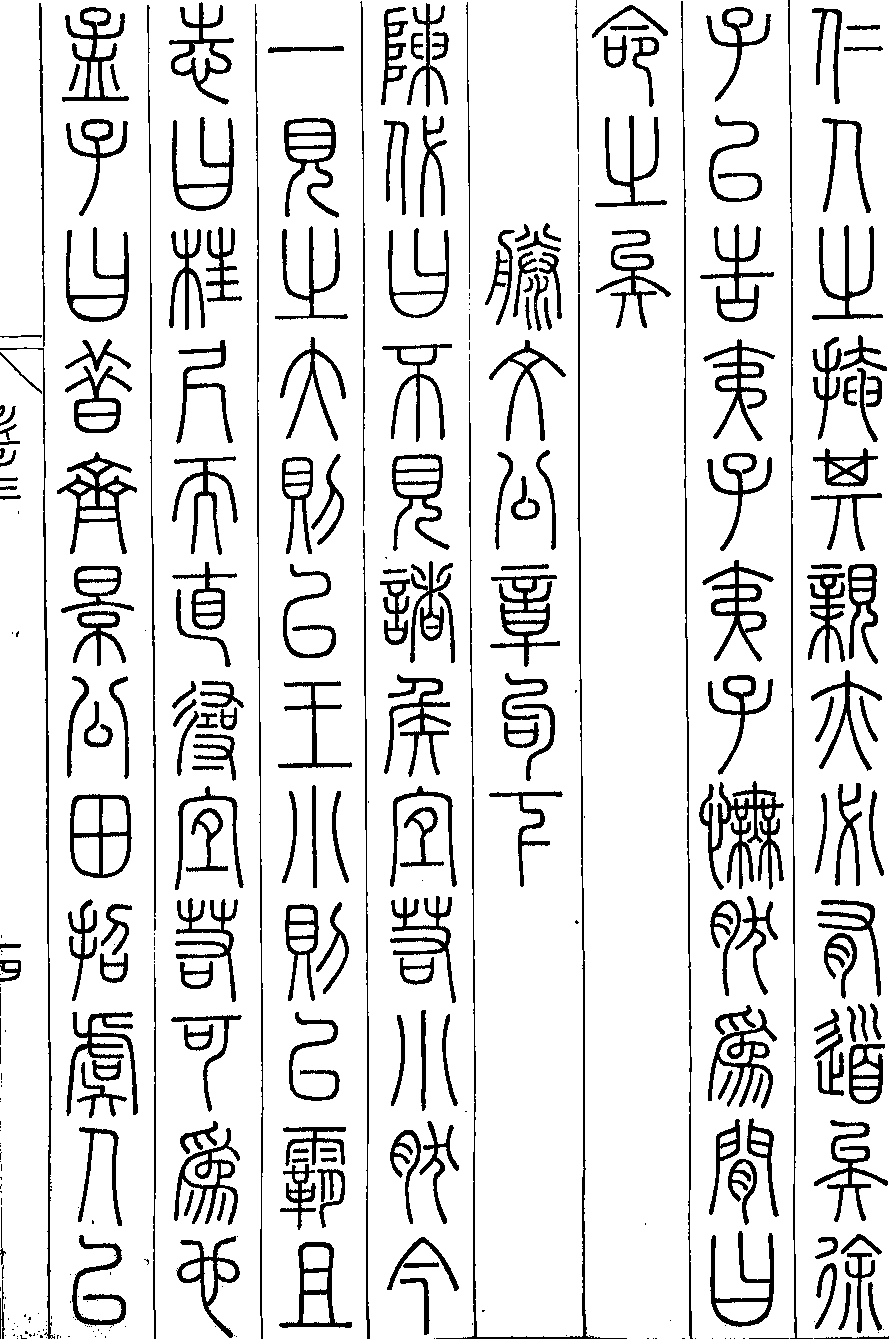 仁人之掩其親亦必有道矣徐
子以告夷子夷子憮然為閒曰
命之矣
滕文公章句下
陳代曰不見諸侯宜若小然今
一見之大則以王小則以霸且
志曰枉尺而直尋宜若可為也
孟子曰昔齊景公田招虞人以